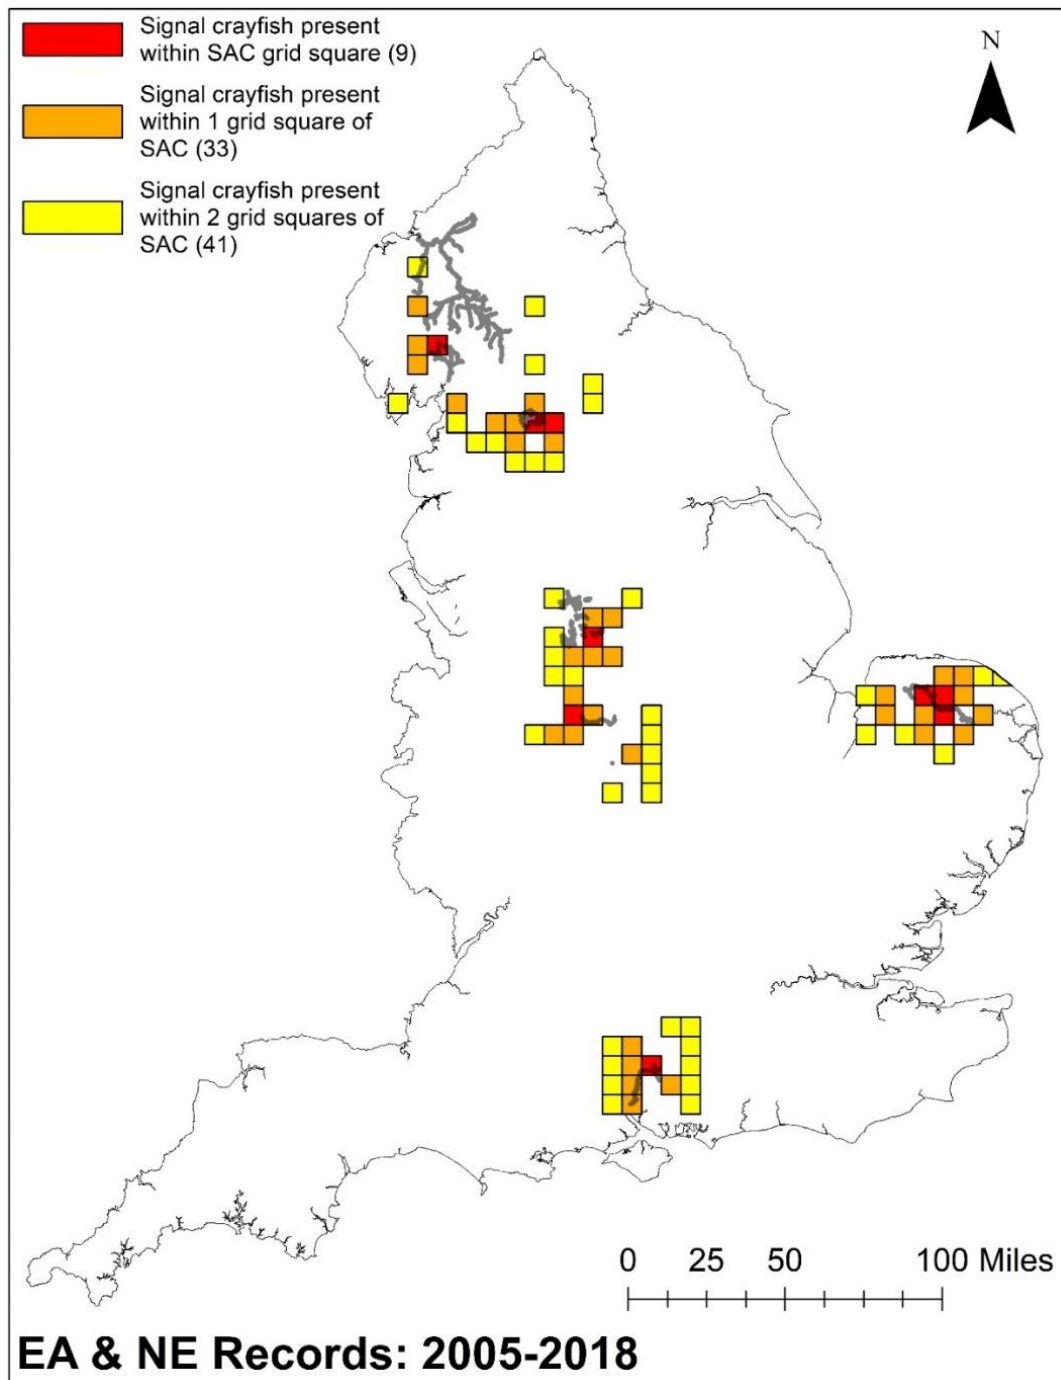 Signal crayfish present
within SAC grid square (9)
Signal crayfish present
within 1 grid square of
SAC (33)
Signal crayfish present
within 2 grid squares of
SAC (41)
N
0 25 50 100 Miles
EA & NE Records: 2005-2018